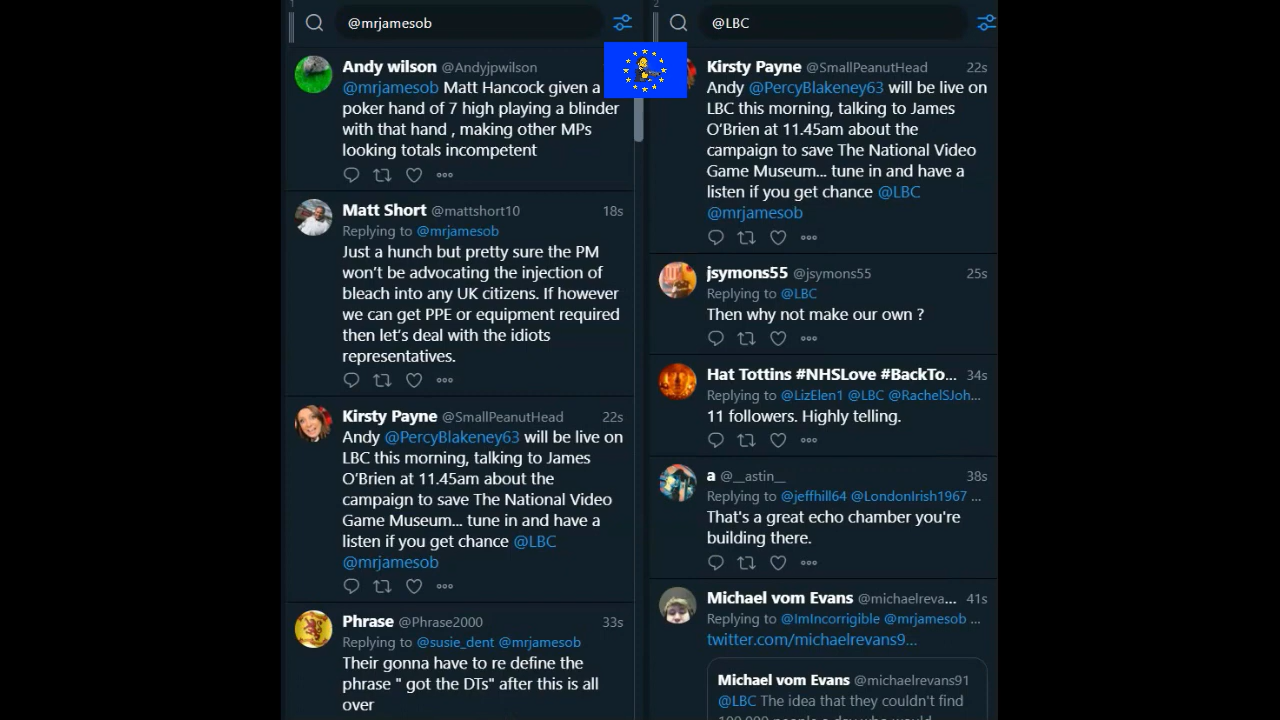 1
@mrjamesob
Andy wilson @Andyjpwilson
@mrjamesob Matt Hancock given a
poker hand of 7 high playing a blinder
with that hand , making other MPs
looking totals incompetent
Matt Short @mattshort10 18s
Replying to @mrjamesob
Just a hunch but pretty sure the PM
won't be advocating the injection of
bleach into any UK citizens. If however
we can get PPE or equipment required
then let's deal with the idiots
representatives.
Kirsty Payne @SmallPeanutHead 22s
Andy @PercyBlakeney63 will be live on
LBC this morning, talking to James
O'Brien at 11.45am about the
campaign to save The National Video
Game Museum... tune in and have a
listen if you get chance @LBC
@mrjamesob
Phrase @Phrase2000 33s
Replying to @susie_dent @mrjamesob
Their gonna have to re define the
phrase " got the DTs" after this is all
over
2
@LBC
Kirsty Payne @SmallPeanutHead 22s
Andy @PercyBlakeney63 will be live on
LBC this morning, talking to James
O'Brien at 11.45am about the
campaign to save The National Video
Game Museum... tune in and have a
listen if you get chance @LBC
@mrjamesob
jsymons55 @jsymons55 25s
Replying to @LBC
Then why not make our own ?
Hat Tottins #NHSLove #BackTo... 34s
Replying to @LizElen1 @LBC @RachelSJoh...
11 followers. Highly telling.
a @__astin__ 38s
Replying to @jeffhill64 @LondonIrish1967 ...
That's a great echo chamber you're
building there.
Michael vom Evans @michaelreva... 41s
Replying to @ImIncorrigible @mrjamesob ...
twitter.com/michaelrevans9...
Michael vom Evans @michaelrevans91
@LBC The idea that they couldn't find
100,000 people a day who would